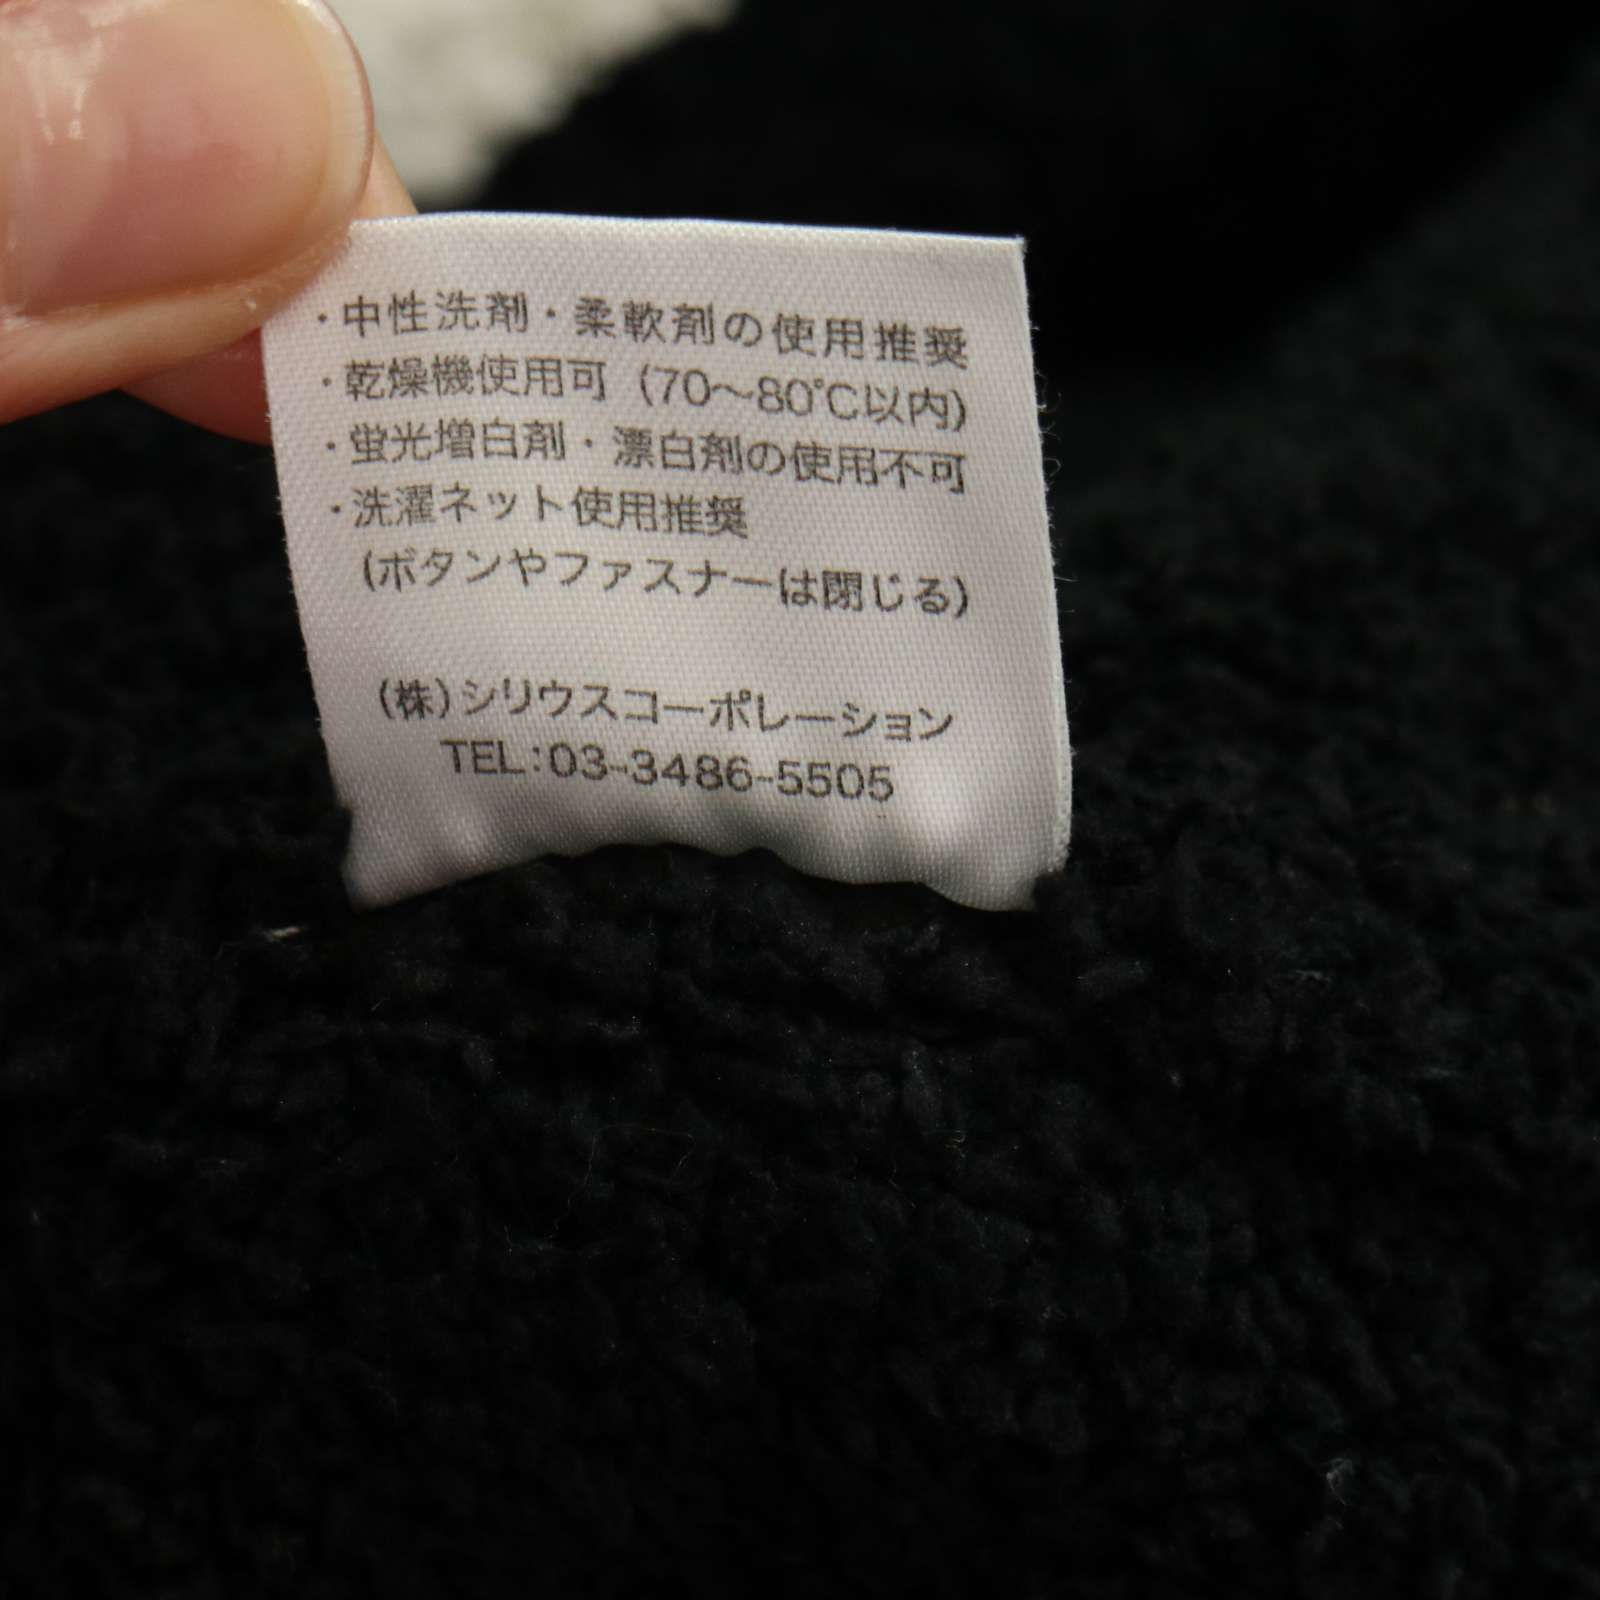 ・中性洗剤・柔軟剤の使用推奨
・乾燥機使用可 (70～80℃以内)
・蛍光増白剤・漂白剤の使用不可
・洗濯ネット使用推奨
(ボタンやファスナーは閉じる)
(株)シリウスコーポレーション
TEL:03-3486-5505